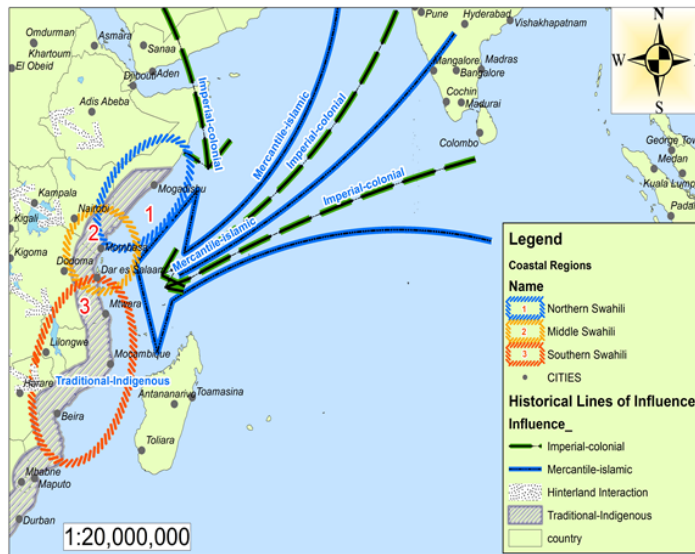 Omdurman
Asmara
Khartoum
Sanaa
El Obeid
Aden
Djibouti
Adis Abeba
Pune
Hyderabad
Vishakhapatnam
Mangalore
Madras
Bangalore
Cochin
Madurai
Colombo
N
W
S
George Tow
Medan
Kuala Lump
Padal
Imperial-colonial
Mercantile-islamic
Imperial-colonial
Imperial-colonial
Mercantile-islamic
Kampala
Nairobi
Kigali
Kigoma
Dodoma
Mogadishu
1
2
Mombasa
Dar es Salaam
3
Mtwara
Lilongwe
Mocambique
Traditional-Indigenous
Harare
Beira
Antananarivo
Toamasina
Toliara
Maputo
Durban
1:20,000,000
Legend
Coastal Regions
Name
1 Northern Swahili
2 Middle Swahili
3 Southern Swahili
CITIES
Historical Lines of Influence
Influence_
Imperial-colonial
Mercantile-islamic
Hinterland Interaction
Traditional-Indigenous
country